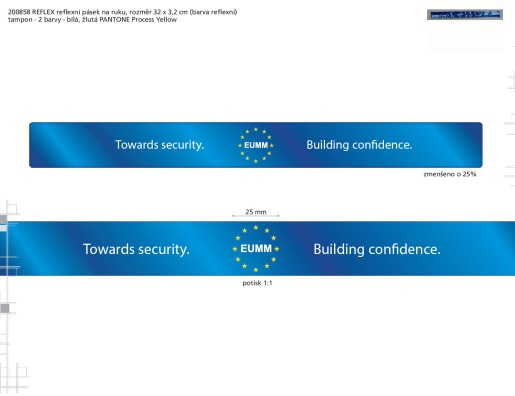 200858 REFLEX reflexní pásek na ruku, rozměr 32 x 3,2 cm (barva reflexní)
tampon - 2 barvy - bílá, žlutá PANTONE Process Yellow
Towards security. EUMM Building confidence.
zmenšeno o 25%
25 mm
Towards security. EUMM Building confidence.
potisk 1:1